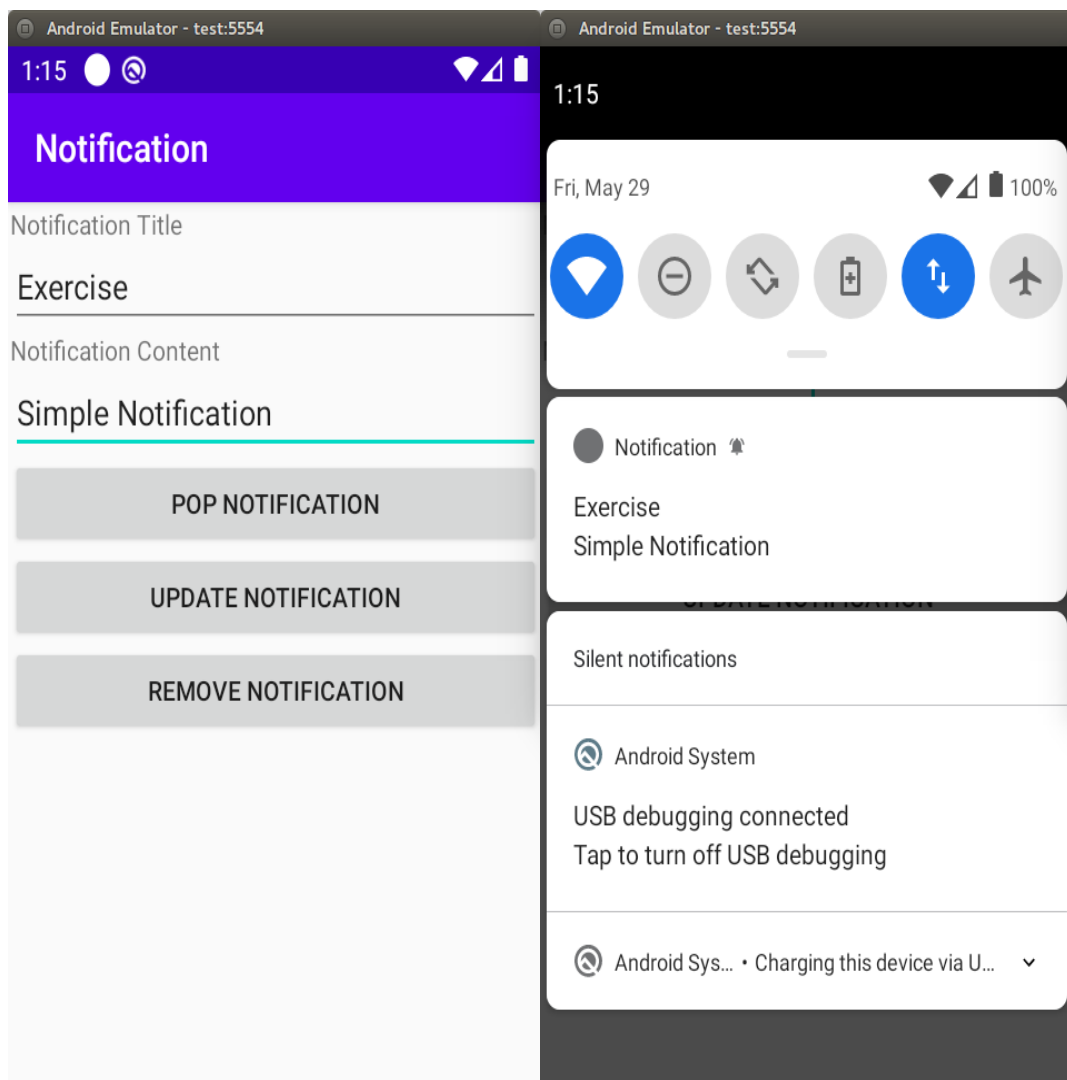 Android Emulator - test:5554
1:15
Notification
Notification Title
Exercise
Notification Content
Simple Notification
POP NOTIFICATION
UPDATE NOTIFICATION
REMOVE NOTIFICATION
Android Emulator - test:5554
1:15
Fri, May 29 100%
Notification
Exercise
Simple Notification
UPDATE NOTIFICATION
Silent notifications
Android System
USB debugging connected
Tap to turn off USB debugging
Android Sys... • Charging this device via U...